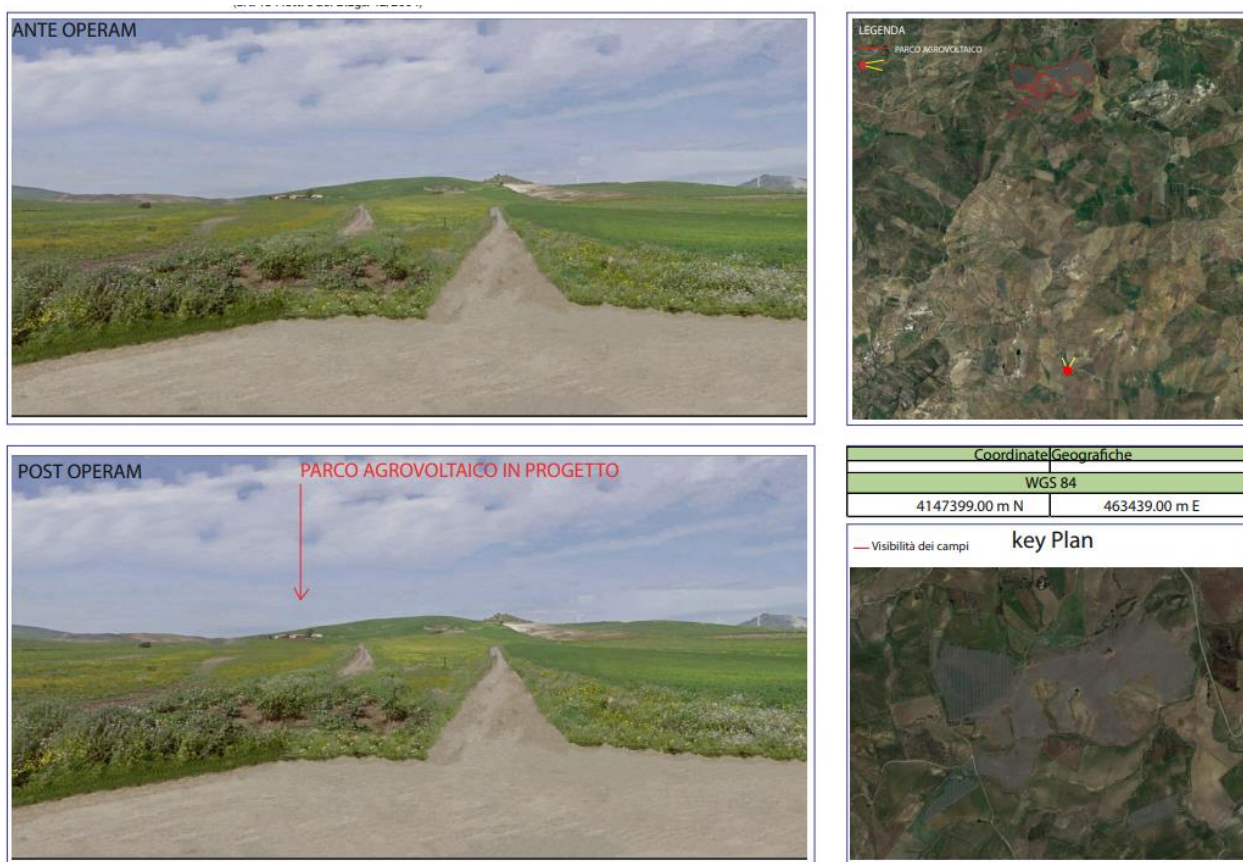 ANTE OPERAM
LEGENDA
PARCO AGROVOLTAICO
POST OPERAM
PARCO AGROVOLTAICO IN PROGETTO
Coordinate Geografiche
WGS 84
4147399.00 m N 463439.00 m E
Visibilità dei campi
key Plan